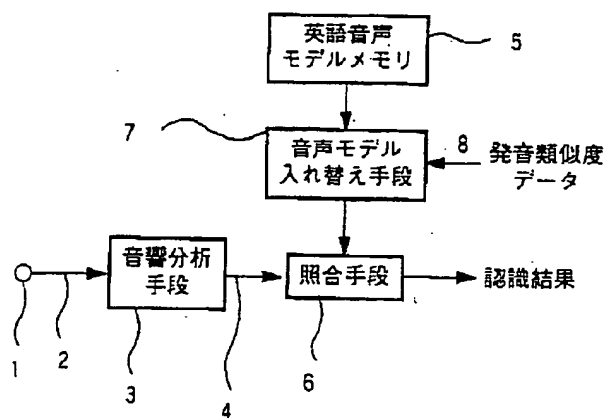 英語音声
モデルメモリ
5
7
音声モデル
入れ替え手段
8
発音類似度
データ
音響分析
手段
照合手段
認識結果
1
2
3
4
6